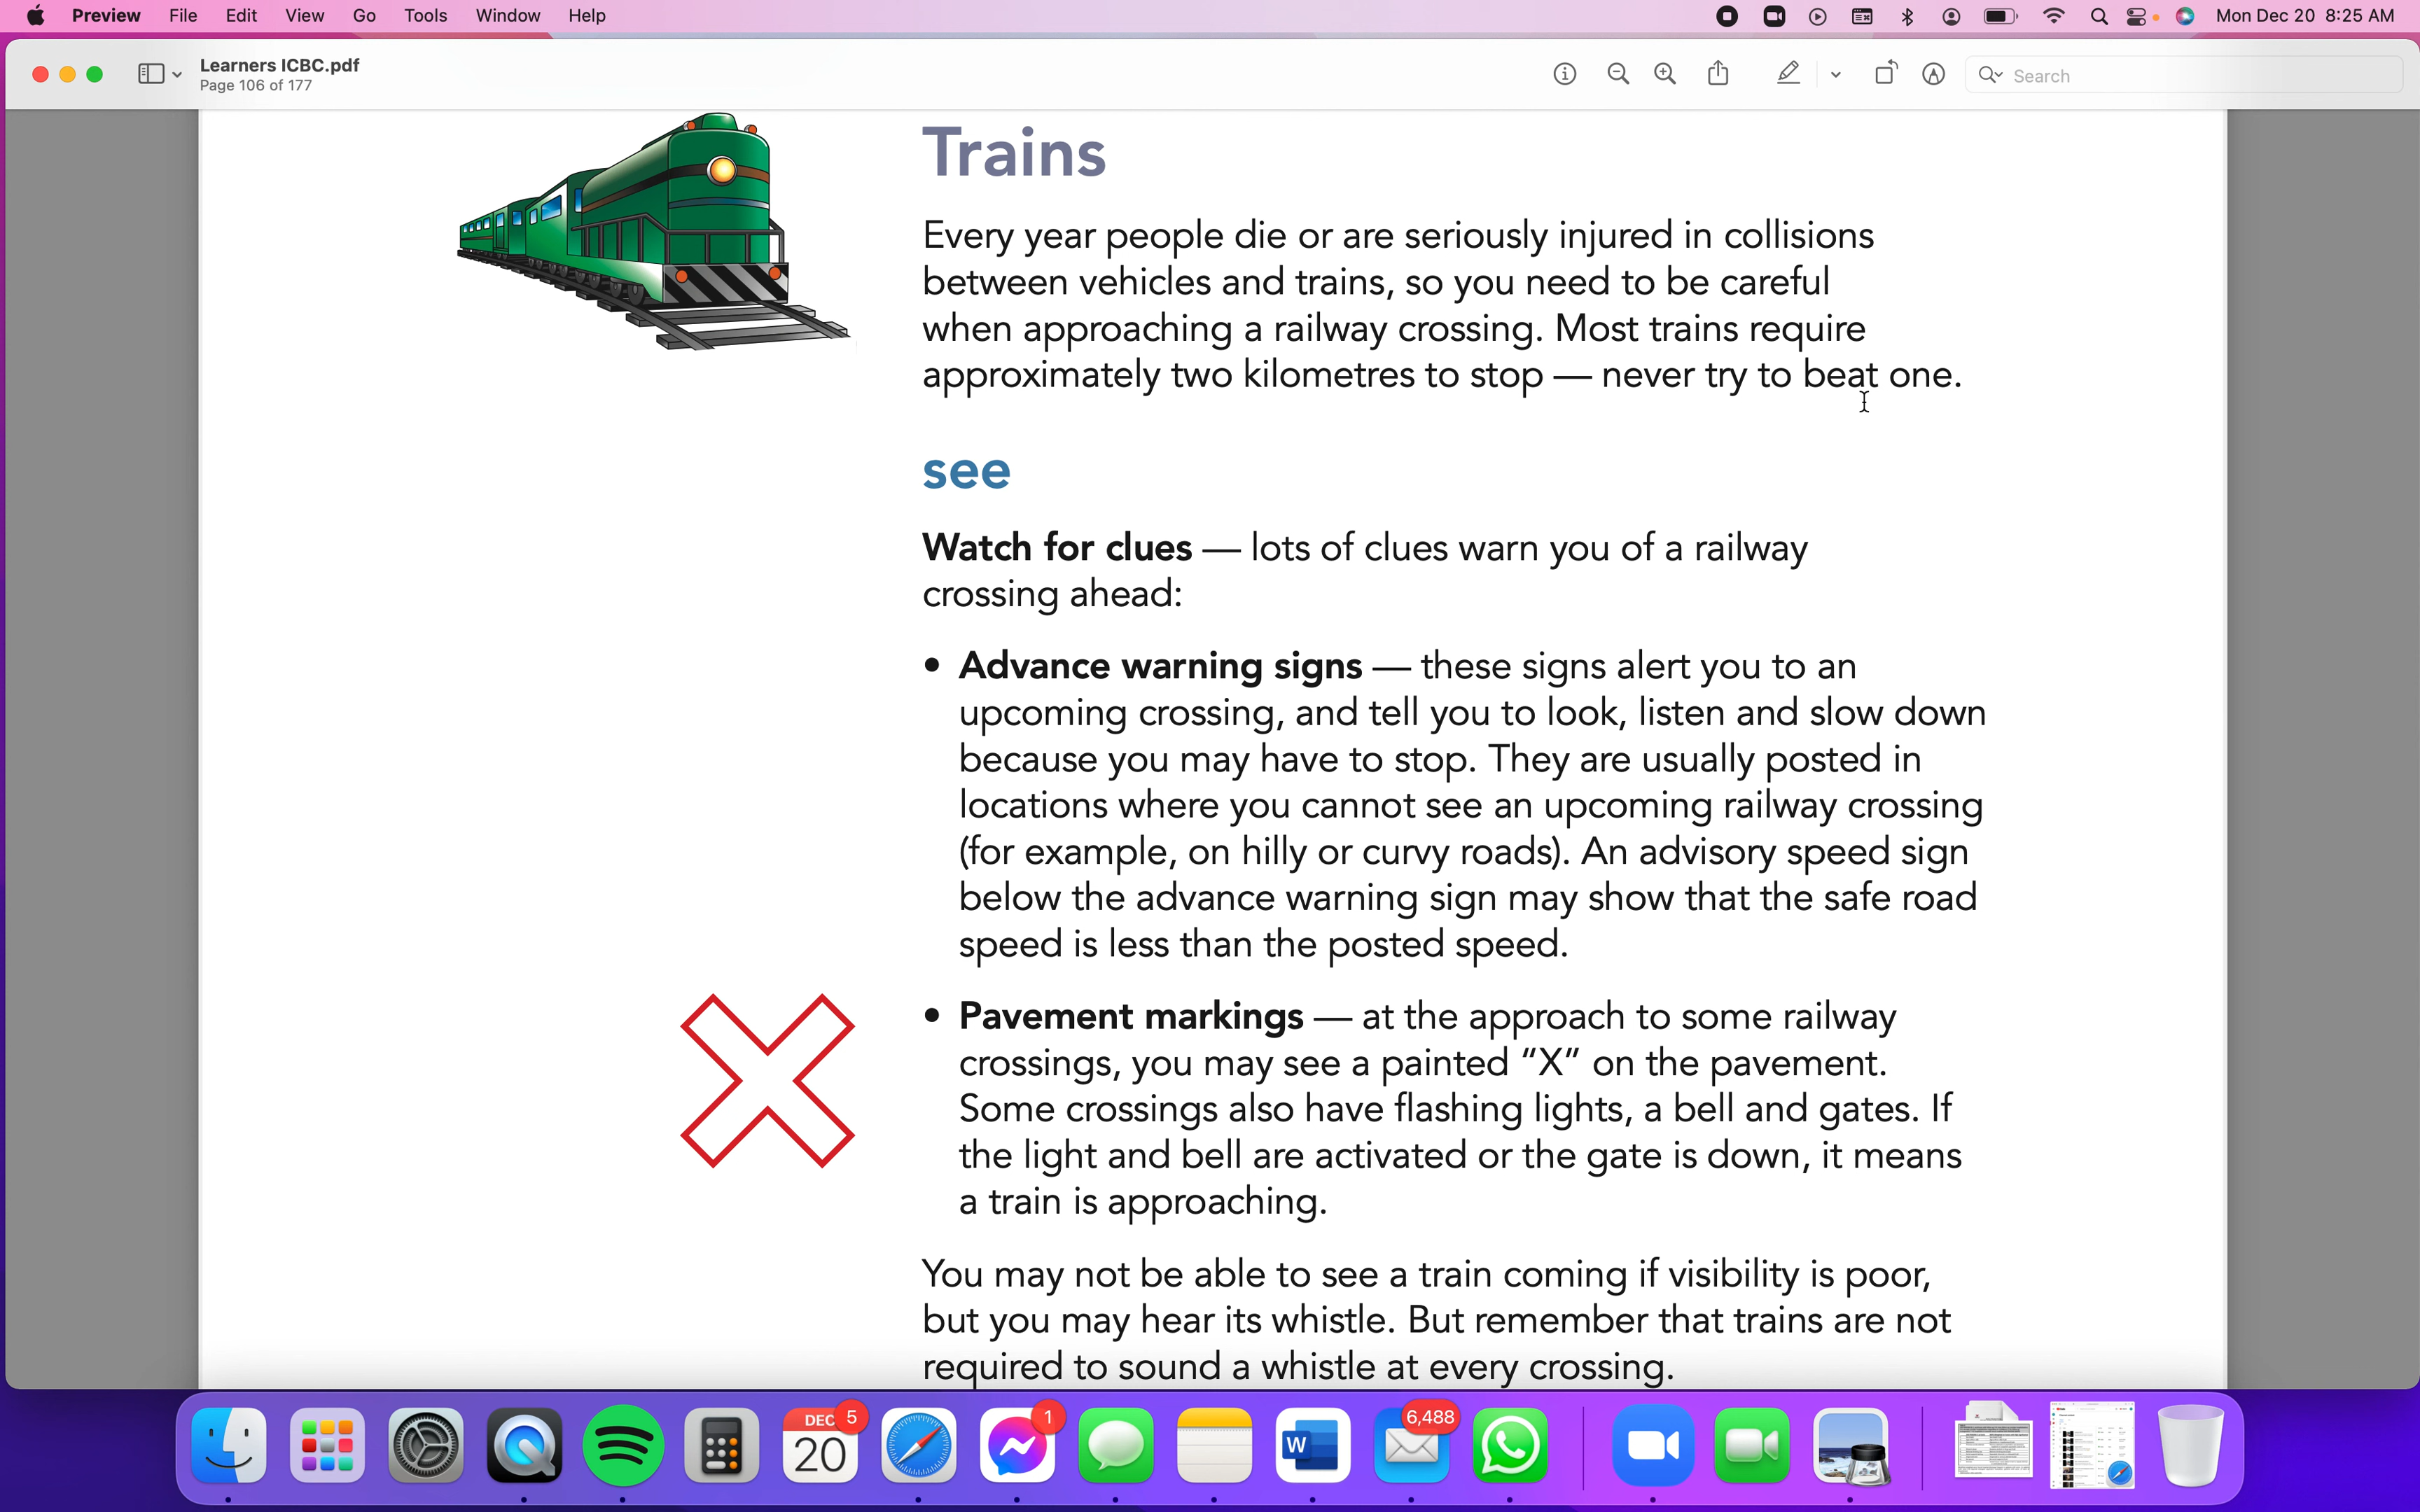 Preview File Edit View Go Tools Window Help
Mon Dec 20 8:25 AM
Learners ICBC.pdf
Page 106 of 177
Search
Trains
Every year people die or are seriously injured in collisions
between vehicles and trains, so you need to be careful
when approaching a railway crossing. Most trains require
approximately two kilometres to stop — never try to beat one.
see
Watch for clues — lots of clues warn you of a railway
crossing ahead:
• Advance warning signs — these signs alert you to an
upcoming crossing, and tell you to look, listen and slow down
because you may have to stop. They are usually posted in
locations where you cannot see an upcoming railway crossing
(for example, on hilly or curvy roads). An advisory speed sign
below the advance warning sign may show that the safe road
speed is less than the posted speed.
• Pavement markings — at the approach to some railway
crossings, you may see a painted “X” on the pavement.
Some crossings also have flashing lights, a bell and gates. If
the light and bell are activated or the gate is down, it means
a train is approaching.
You may not be able to see a train coming if visibility is poor,
but you may hear its whistle. But remember that trains are not
required to sound a whistle at every crossing.
DEC 5 1 6,488
20 W